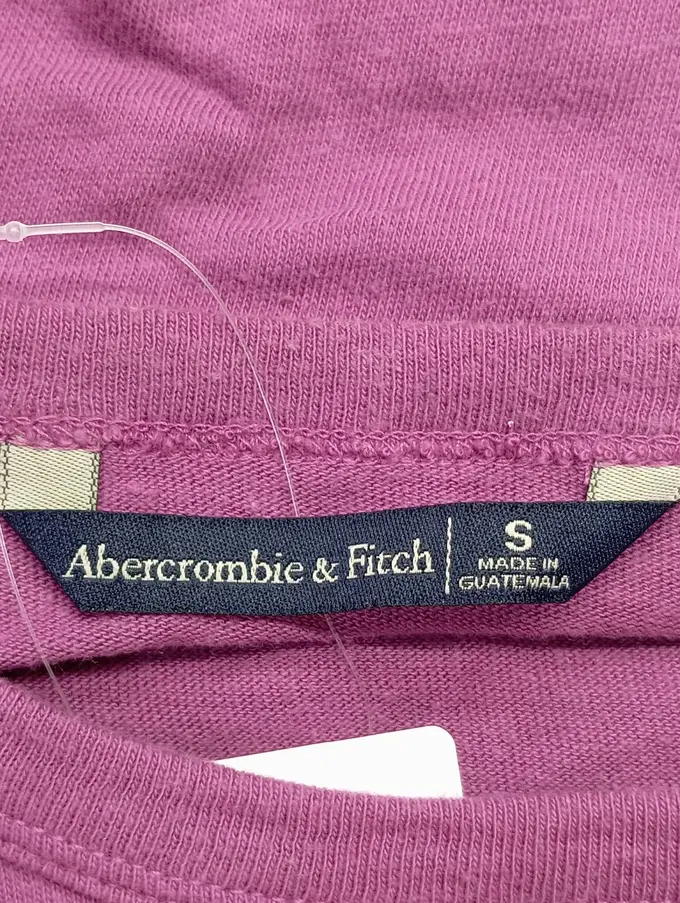 Abercrombie & Fitch
S
MADE IN
GUATEMALA